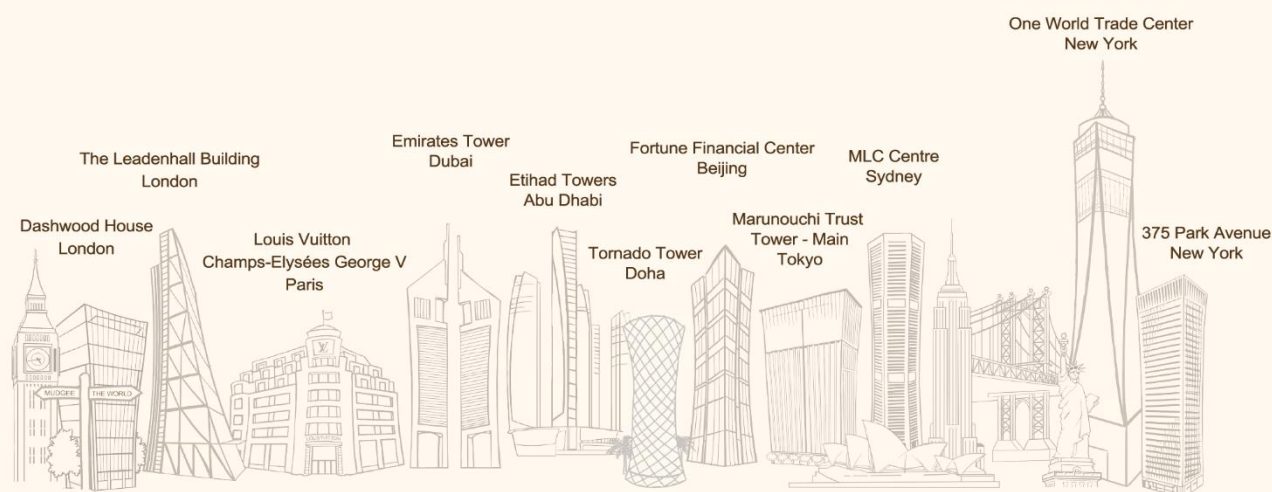 One World Trade Center
New York
Emirates Tower
Dubai
Fortune Financial Center
Beijing
The Leadenhall Building
London
MLC Centre
Sydney
Etihad Towers
Abu Dhabi
Dashwood House
London
Louis Vuitton
Champs-Elysées George V
Paris
Tornado Tower
Doha
Marunouchi Trust
Tower - Main
Tokyo
375 Park Avenue
New York
MUDGEE
THE WORLD
LV